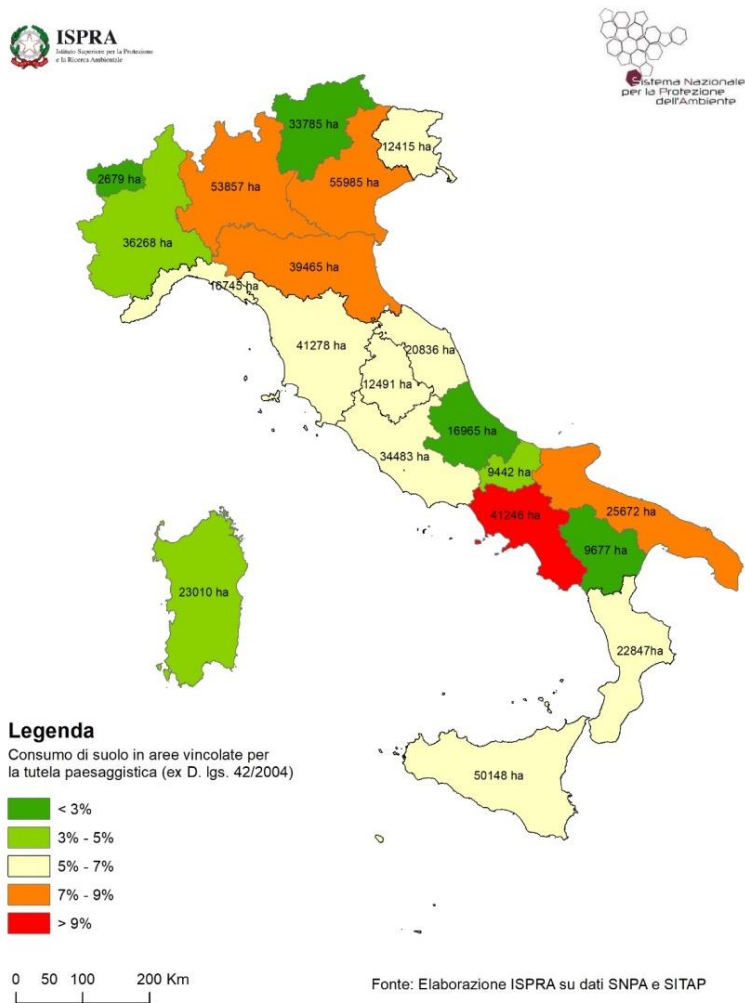 ISPRA
Istituto Superiore per la Protezione
e la Ricerca Ambientale
Sistema Nazionale
per la Protezione
dell'Ambiente
33785 ha
12415 ha
2679 ha
53857 ha
55985 ha
36268 ha
39465 ha
16745 ha
41278 ha
20836 ha
12491 ha
16965 ha
34483 ha
9442 ha
41246 ha
25672 ha
9677 ha
23010 ha
22847ha
50148 ha
Legenda
Consumo di suolo in aree vincolate per
la tutela paesaggistica (ex D. lgs. 42/2004)
< 3%
3% - 5%
5% - 7%
7% - 9%
> 9%
0 50 100 200 Km
Fonte: Elaborazione ISPRA su dati SNPA e SITAP